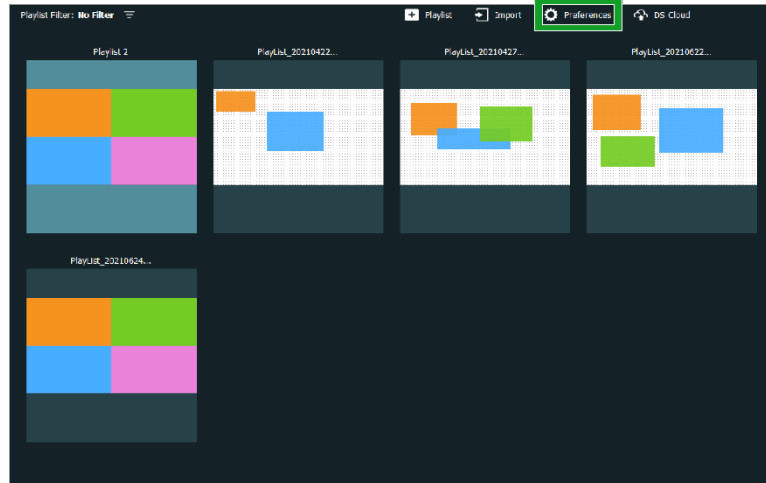 Playlist Filter: No Filter
Playlist
Import
Preferences
DS Cloud
Playlist 2
PlayList_20210422...
PlayList_20210427...
PlayList_20210622...
PlayList_20210624...